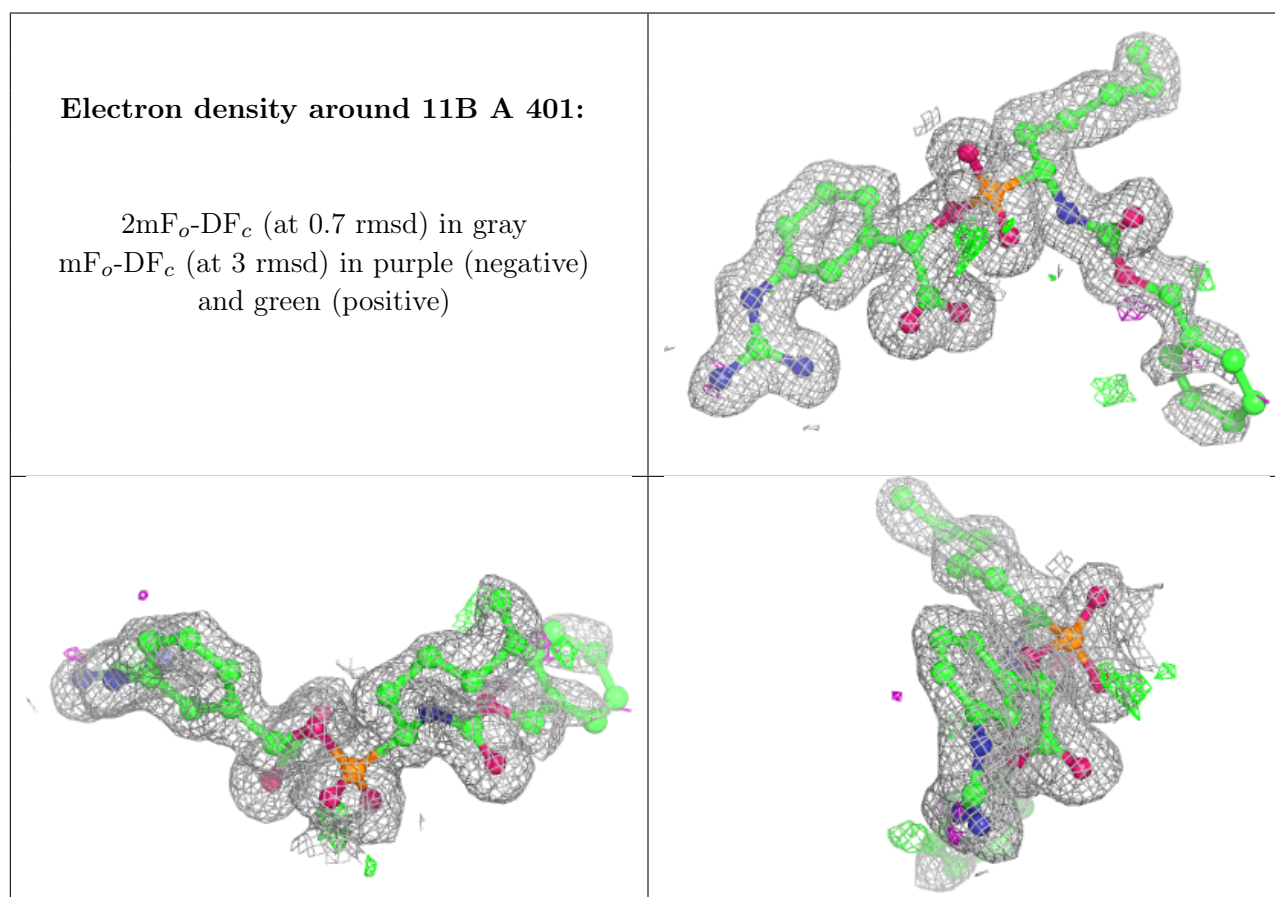 Electron density around 11B A 401:
2mFo-DFc (at 0.7 rmsd) in gray
mFo-DFc (at 3 rmsd) in purple (negative)
and green (positive)